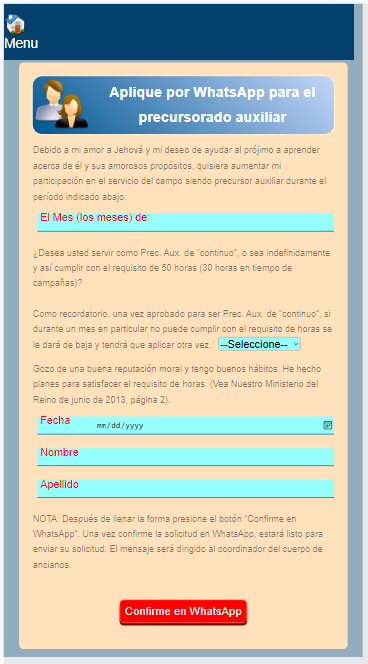 Menu
Aplique por WhatsApp para el
precursorado auxiliar
Debido a mi amor a Jehová y mi deseo de ayudar al prójimo a aprender
acerca de él y sus amorosos propósitos, quisiera aumentar mi
participación en el servicio del campo siendo precursor auxiliar durante el
período indicado abajo:
El Mes (los meses) de:
¿Desea usted servir como Prec. Aux. de "continuo", o sea indefinidamente
y así cumplir con el requisito de 50 horas (30 horas en tiempo de
campañas)?
Como recordatorio, una vez aprobado para ser Prec. Aux. de "continuo", si
durante un mes en particular no puede cumplir con el requisito de horas se
le dará de baja y tendrá que aplicar otra vez. --Seleccione--
Gozo de una buena reputación moral y tengo buenos hábitos. He hecho
planes para satisfacer el requisito de horas. (Vea Nuestro Ministerio del
Reino de junio de 2013, página 2).
Fecha mm/dd/yyyy
Nombre
Apellido
NOTA: Después de llenar la forma presione el botón "Confirme en
WhatsApp". Una vez confirme la solicitud en WhatsApp, estará listo para
enviar su solicitud. El mensaje será dirigido al coordinador del cuerpo de
ancianos.
Confirme en WhatsApp